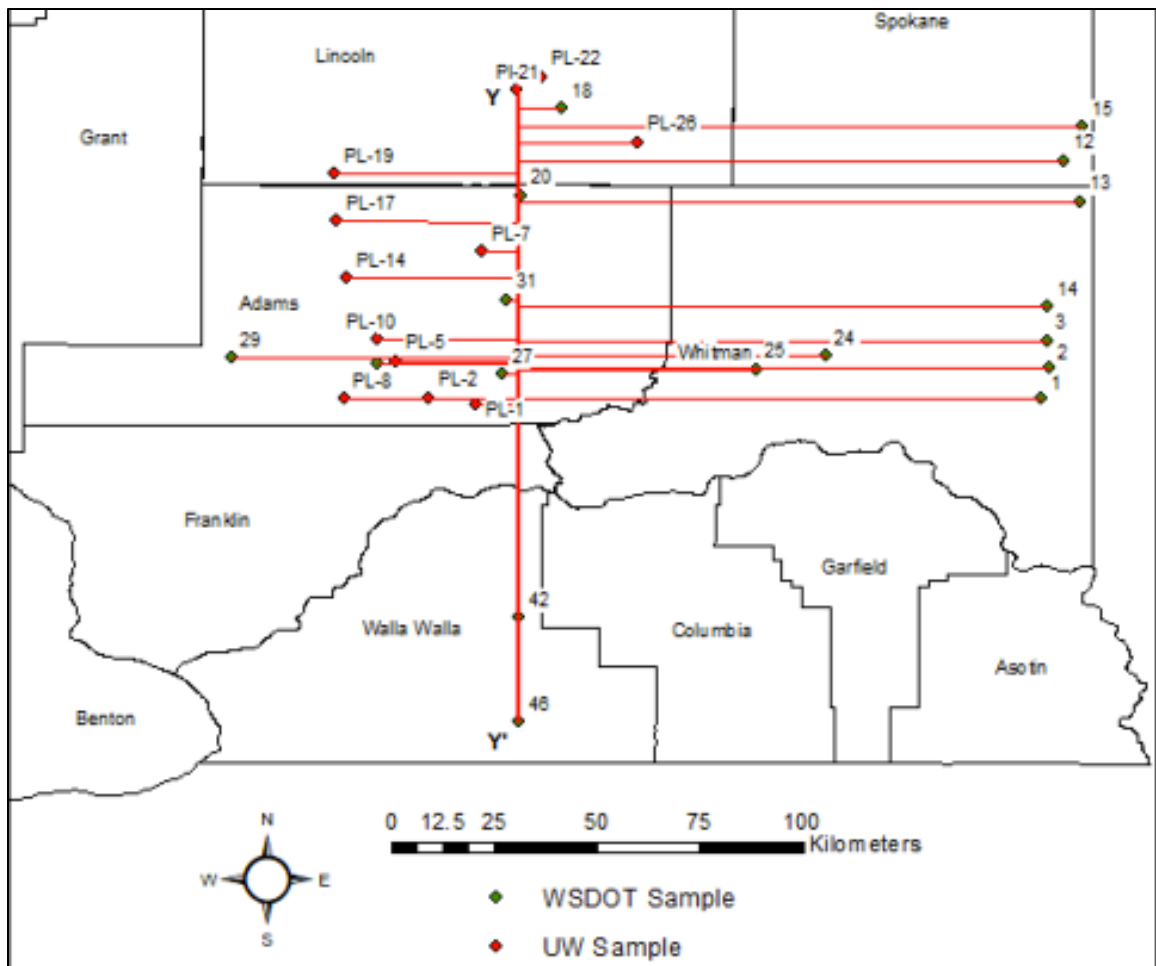 Spokane
Lincoln
PL-22
PI-21
Y
18
15
PL-26
12
Grant
PL-19
20
13
PL-17
PL-7
PL-14
31
14
Adams
PL-10
3
29
PL-5
27
Whitman
25
24
2
PL-8
PL-2
1
PL-1
Franklin
Garfield
42
Walla Walla
Columbia
Asotin
46
Benton
Y'
N
W
E
S
0 12.5 25 50 75 100
Kilometers
WSDOT Sample
UW Sample